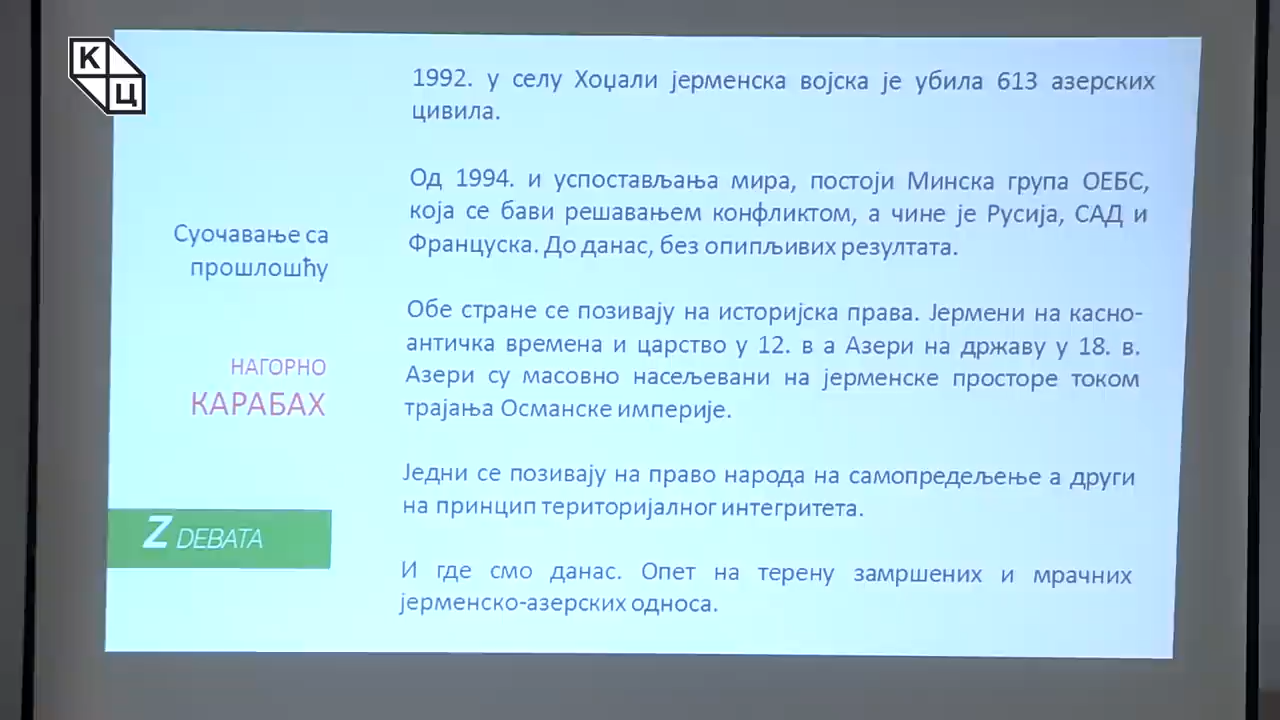 К
Ц
1992. у селу Хоџали јерменска војска је убила 613 азерских
цивила.
Од 1994. и успостављања мира, постоји Минска група ОЕБС,
која се бави решавањем конфликтом, а чине је Русија, САД и
Француска. До данас, без опипљивих резултата.
Суочавање са
прошлошћу
Обе стране се позивају на историјска права. Јермени на касно-
античка времена и царство у 12. в а Азери на државу у 18. в.
Азери су масовно насељевани на јерменске просторе током
трајања Османске империје.
НАГОРНО
КАРАБАХ
Једни се позивају на право народа на самопредељење а други
на принцип територијалног интегритета.
Z DEBATA
И где смо данас. Опет на терену замршених и мрачних
јерменско-азерских односа.